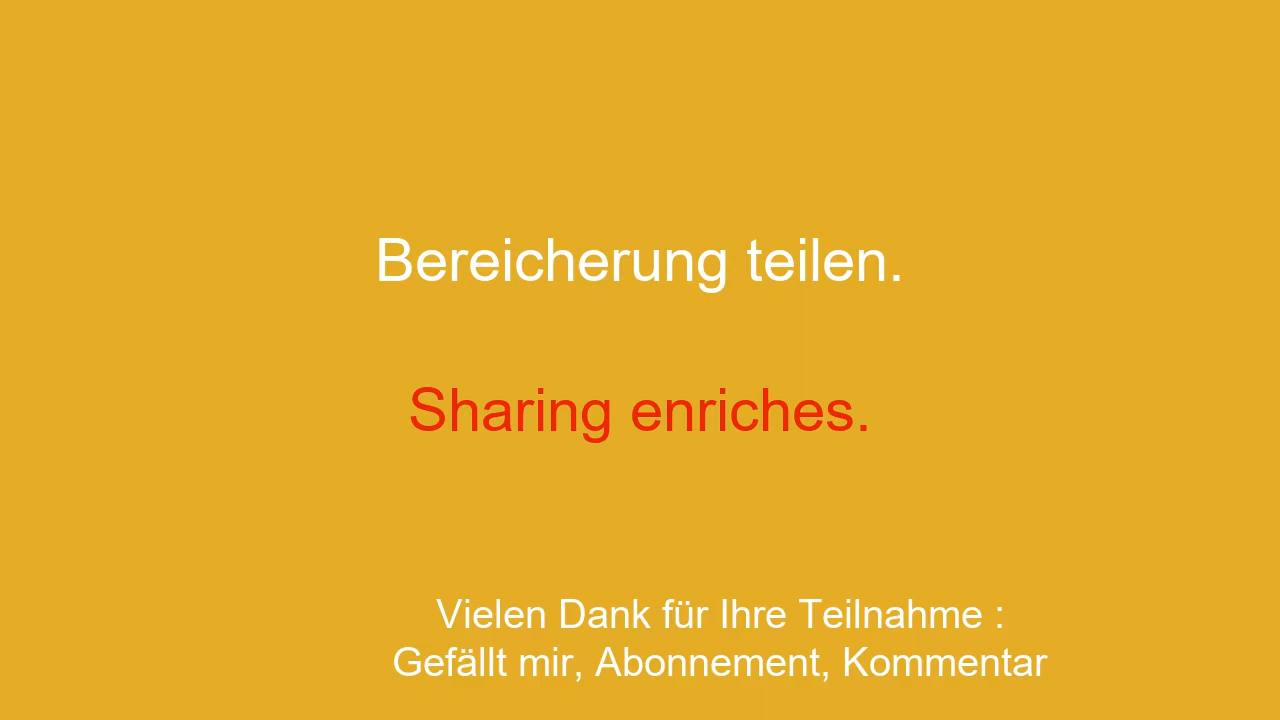 Bereicherung teilen.
Sharing enriches.
Vielen Dank für Ihre Teilnahme :
Gefällt mir, Abonnement, Kommentar